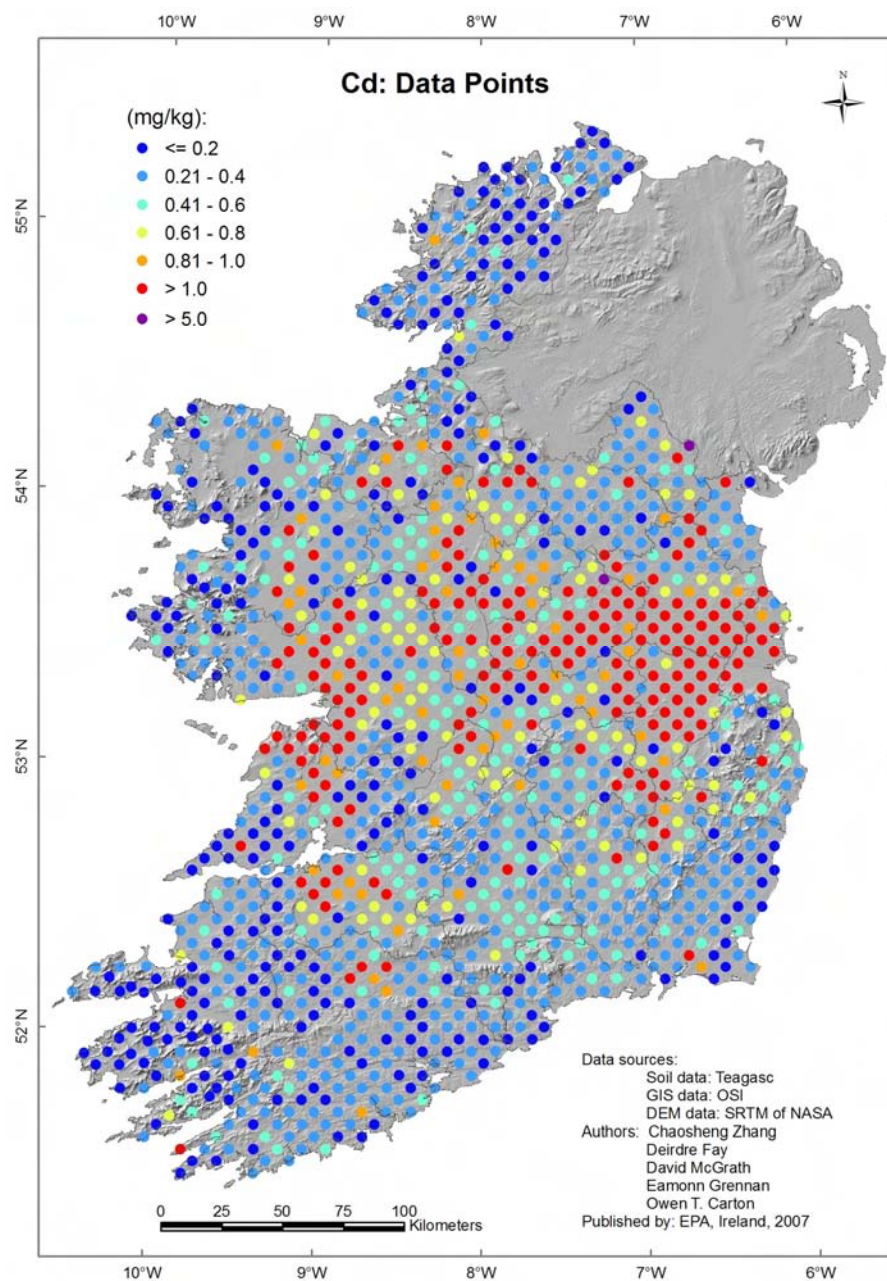 10°W 9°W 8°W 7°W 6°W
Cd: Data Points
N
(mg/kg):
<= 0.2
0.21 - 0.4
0.41 - 0.6
0.61 - 0.8
0.81 - 1.0
> 1.0
> 5.0
55°N
54°N
53°N
52°N
Data sources:
Soil data: Teagasc
GIS data: OSI
DEM data: SRTM of NASA
Authors: Chaosheng Zhang
Deirdre Fay
David McGrath
Eamonn Grennan
Owen T. Carton
Published by: EPA, Ireland, 2007
0 25 50 75 100
Kilometers
10°W 9°W 8°W 7°W 6°W